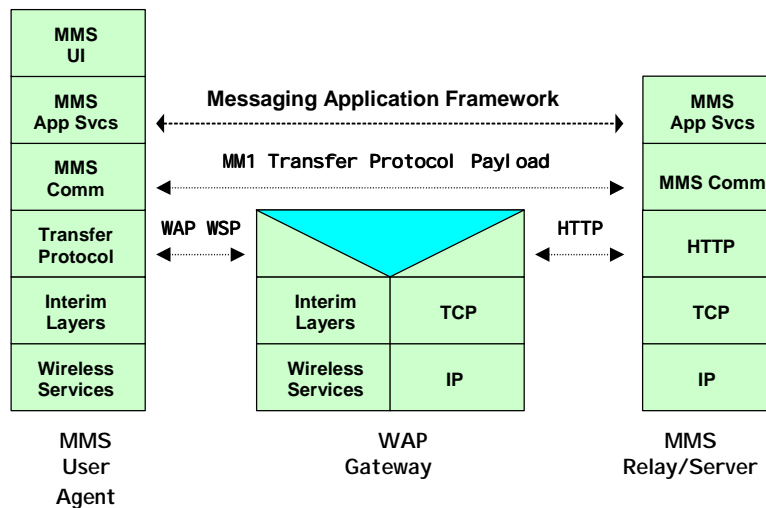 MMS
UI
MMS
App Svcs
MMS
Comm
Transfer
Protocol
Interim
Layers
Wireless
Services
MMS
User
Agent
Messaging Application Framework
MM1 Transfer Protocol Payload
WAP WSP
HTTP
Interim
Layers
TCP
Wireless
Services
IP
WAP
Gateway
MMS
App Svcs
MMS Comm
HTTP
TCP
IP
MMS
Relay/Server